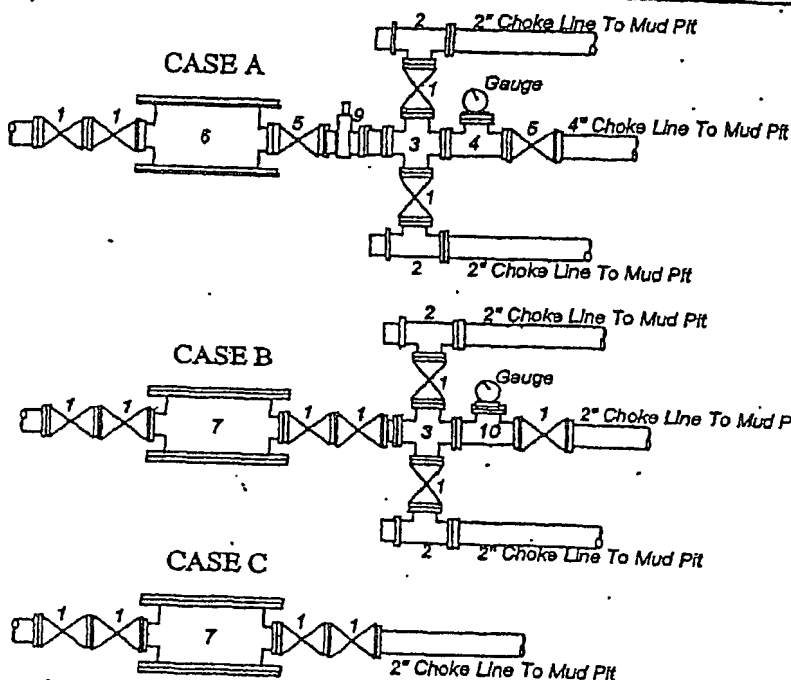 2
2" Choke Line To Mud Pit
CASE A
1
Gauge
1 1 6 5 9 3 4 5 4" Choke Line To Mud Pit
1
2
2" Choke Line To Mud Pit
2 2" Choke Line To Mud Pit
CASE B
1
Gauge
1 1 7 1 1 3 10 1 2" Choke Line To Mud P
1
2 2" Choke Line To Mud Pit
CASE C
1 1 7 1 1
2" Choke Line To Mud Pit